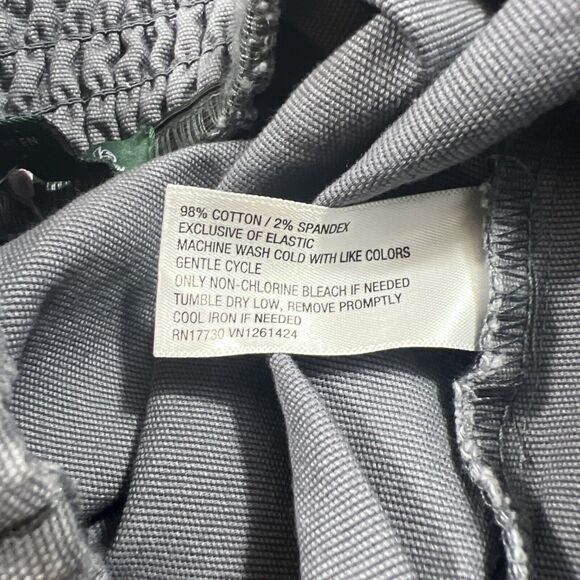 98% COTTON / 2% SPANDEX
EXCLUSIVE OF ELASTIC
MACHINE WASH COLD WITH LIKE COLORS
GENTLE CYCLE
ONLY NON-CHLORINE BLEACH IF NEEDED
TUMBLE DRY LOW, REMOVE PROMPTLY
COOL IRON IF NEEDED
RN17730 VN1261424